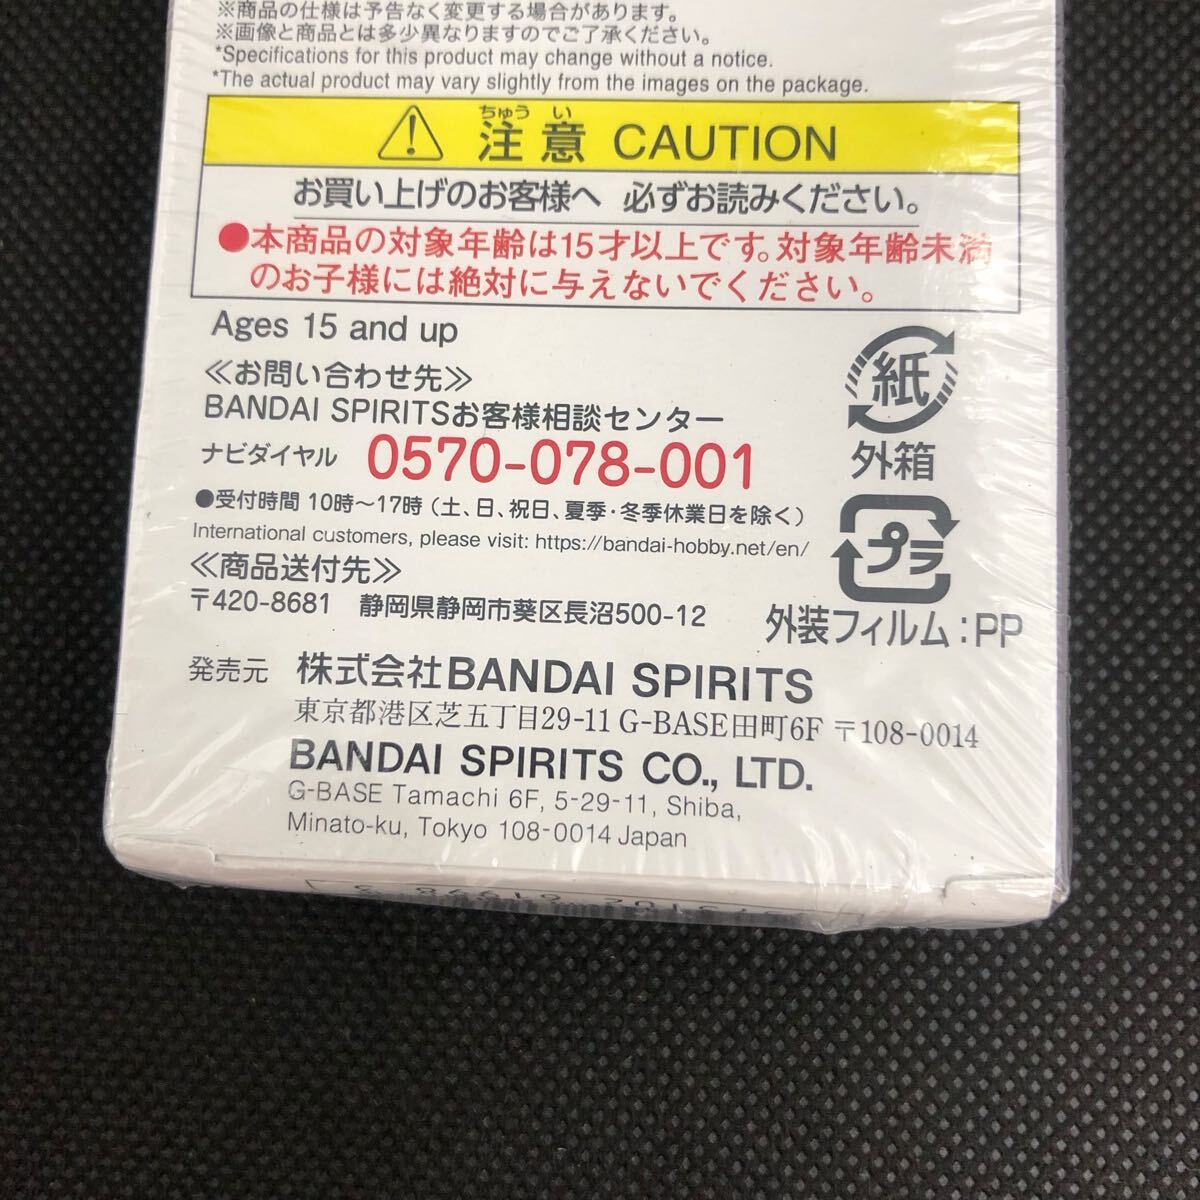 ※商品の仕様は予告なく変更する場合があります。
※画像と商品とは多少異なりますのでご了承ください。
*Specifications for this product may change without a notice.
*The actual product may vary slightly from the images on the package.
ちゅう い
注意 CAUTION
お買い上げのお客様へ 必ずお読みください。
●本商品の対象年齢は15才以上です。対象年齢未満
のお子様には絶対に与えないでください。
Ages 15 and up
≪お問い合わせ先≫
BANDAI SPIRITSお客様相談センター
ナビダイヤル 0570-078-001
●受付時間 10時～17時（土、日、祝日、夏季・冬季休業日を除く）
International customers, please visit: https://bandai-hobby.net/en/
≪商品送付先≫
〒420-8681 静岡県静岡市葵区長沼500-12
紙
外箱
プラ
外装フィルム：PP
発売元 株式会社BANDAI SPIRITS
東京都港区芝五丁目29-11 G-BASE田町6F 〒108-0014
BANDAI SPIRITS CO., LTD.
G-BASE Tamachi 6F, 5-29-11, Shiba,
Minato-ku, Tokyo 108-0014 Japan